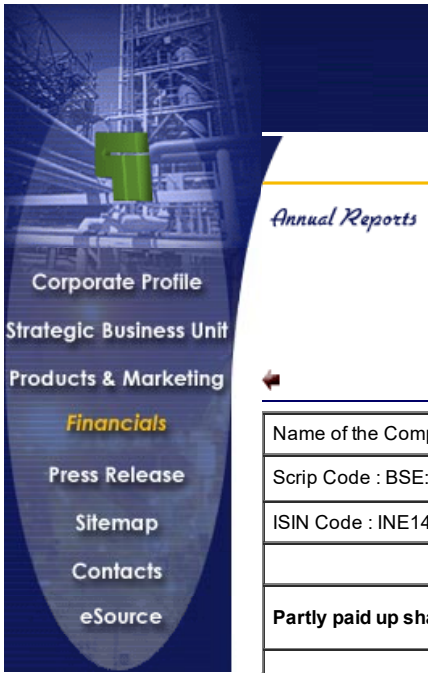 Corporate Profile
Strategic Business Unit
Products & Marketing
Financials
Press Release
Sitemap
Contacts
eSource
Annual Reports
Name of the Comp
Scrip Code : BSE:
ISIN Code : INE14
Partly paid up sha